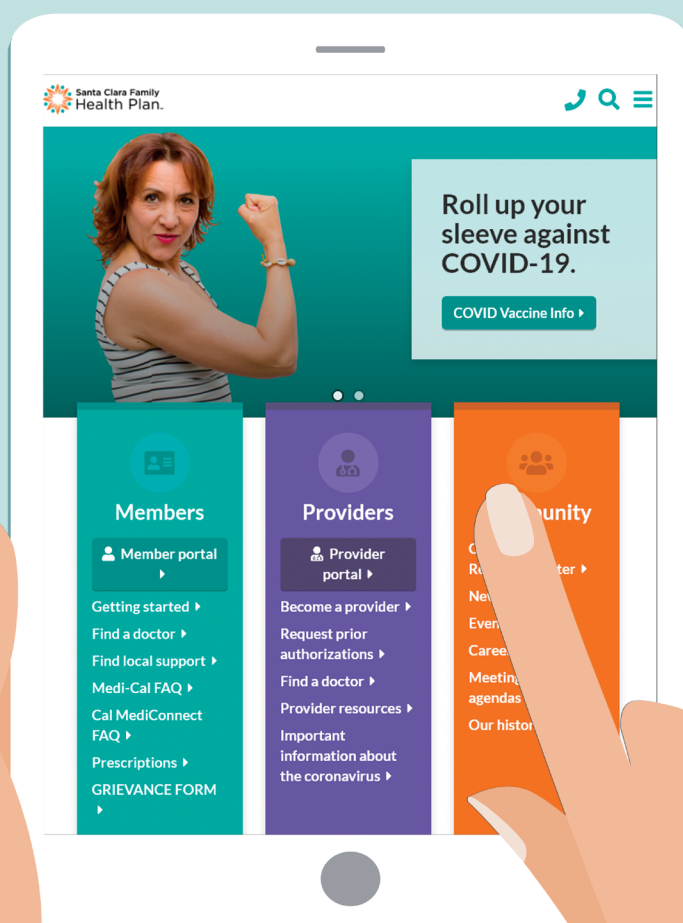 Santa Clara Family
Health Plan.
Roll up your
sleeve against
COVID-19.
COVID Vaccine Info
Members
Member portal
Getting started
Find a doctor
Find local support
Medi-Cal FAQ
Cal MediConnect
FAQ
Prescriptions
GRIEVANCE FORM
Providers
Provider
portal
Become a provider
Request prior
authorizations
Find a doctor
Provider resources
Important
information about
the coronavirus
Meeting
agendas
Our